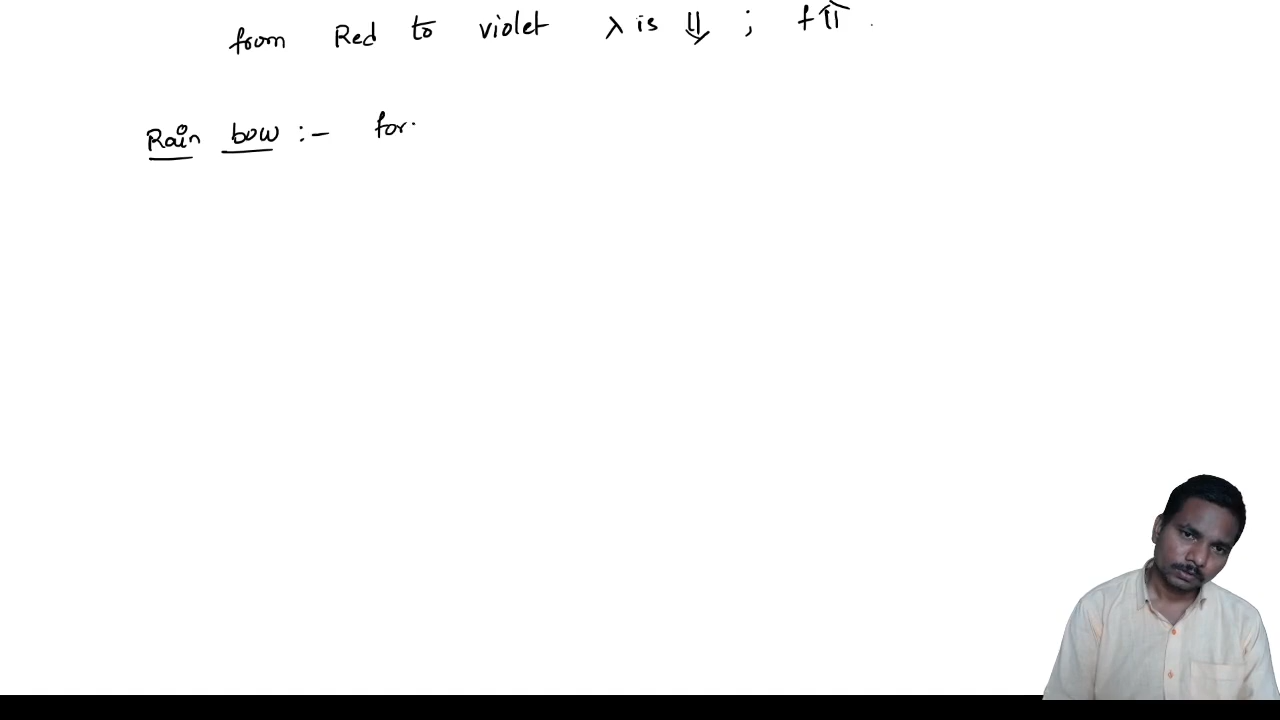 from Red to violet λ is ⇓ ; f⇑
Rain bow :- for